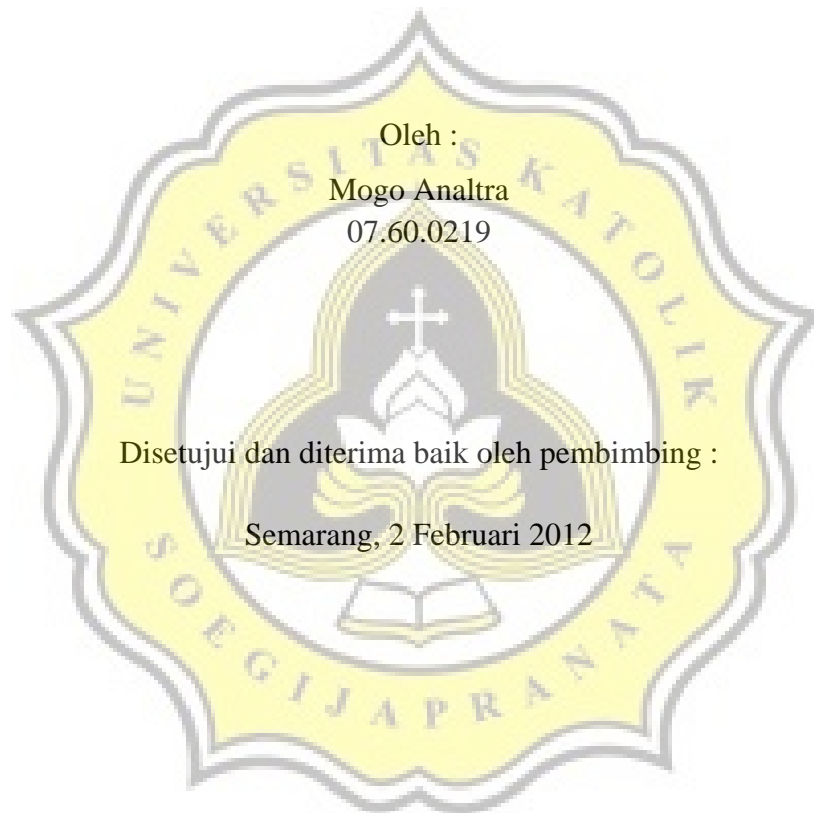 Oleh :
Mogo Analtra
07.60.0219
Disetujui dan diterima baik oleh pembimbing :
Semarang, 2 Februari 2012
UNIVERSITAS KATOLIK
SOEGIJAPRANATA